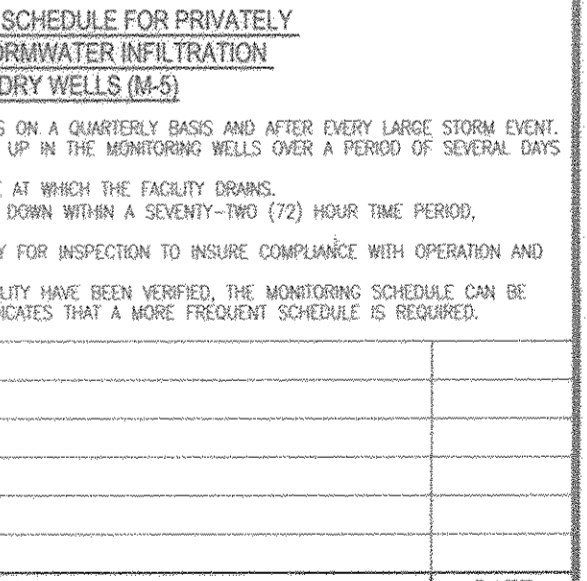 SCHEDULE FOR PRIVATELY
ORMWATER INFILTRATION
DRY WELLS (M-5)
S ON A QUARTERLY BASIS AND AFTER EVERY LARGE STORM EVENT.
UP IN THE MONITORING WELLS OVER A PERIOD OF SEVERAL DAYS
E AT WHICH THE FACILITY DRAINS.
DOWN WITHIN A SEVENTY-TWO (72) HOUR TIME PERIOD,
Y FOR INSPECTION TO INSURE COMPLIANCE WITH OPERATION AND
LITY HAVE BEEN VERIFIED, THE MONITORING SCHEDULE CAN BE
ICATES THAT A MORE FREQUENT SCHEDULE IS REQUIRED.